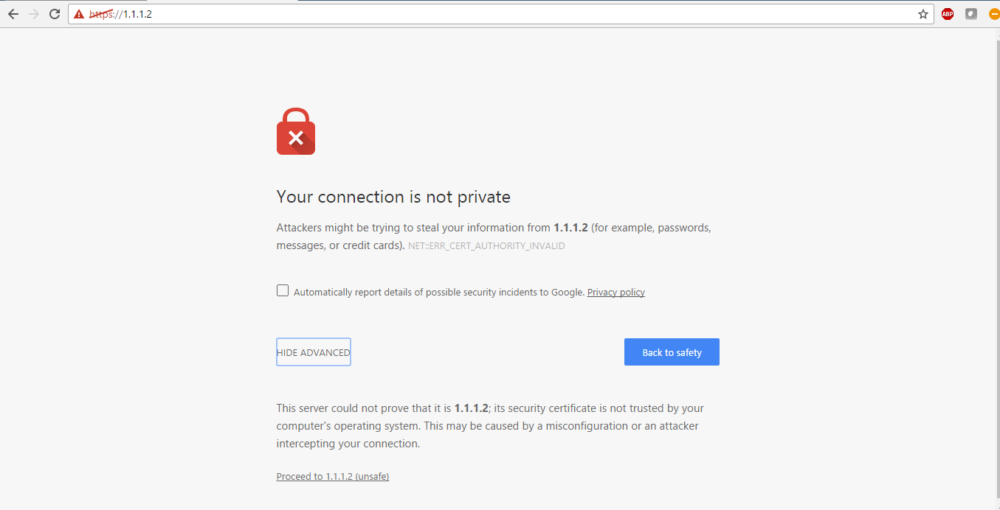 https://1.1.1.2
ABP
Your connection is not private
Attackers might be trying to steal your information from 1.1.1.2 (for example, passwords,
messages, or credit cards). NET::ERR_CERT_AUTHORITY_INVALID
Automatically report details of possible security incidents to Google. Privacy policy
HIDE ADVANCED
Back to safety
This server could not prove that it is 1.1.1.2; its security certificate is not trusted by your
computer's operating system. This may be caused by a misconfiguration or an attacker
intercepting your connection.
Proceed to 1.1.1.2 (unsafe)